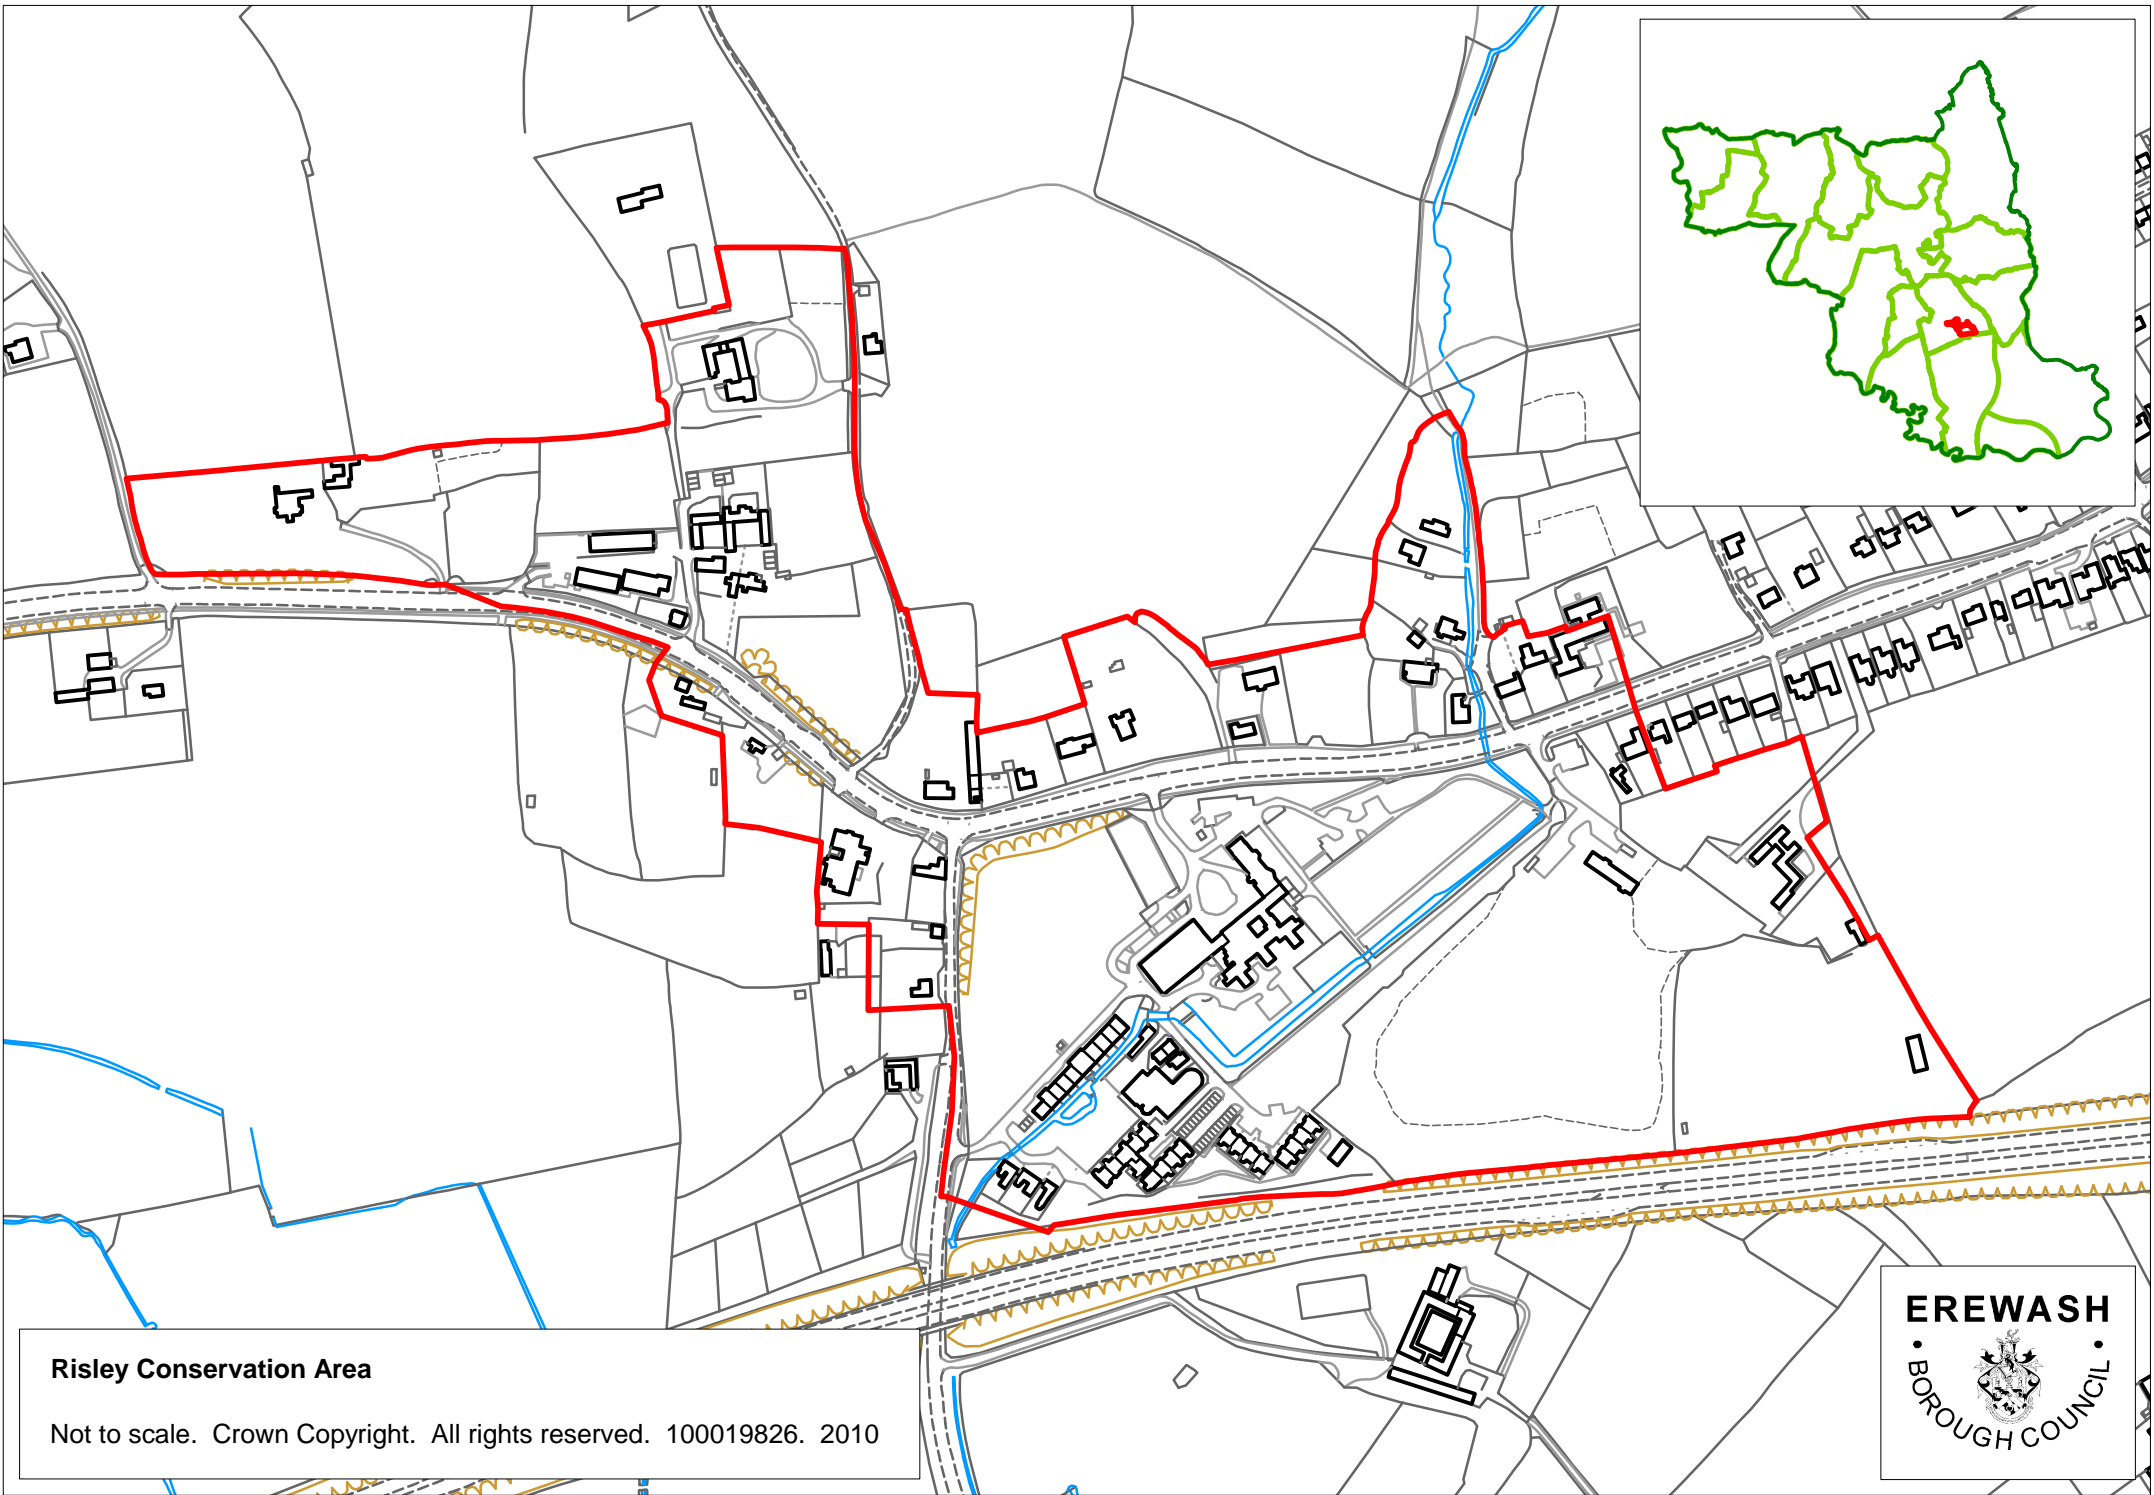 Risley Conservation Area
Not to scale. Crown Copyright. All rights reserved. 100019826. 2010
EREWASH
• BOROUGH COUNCIL •